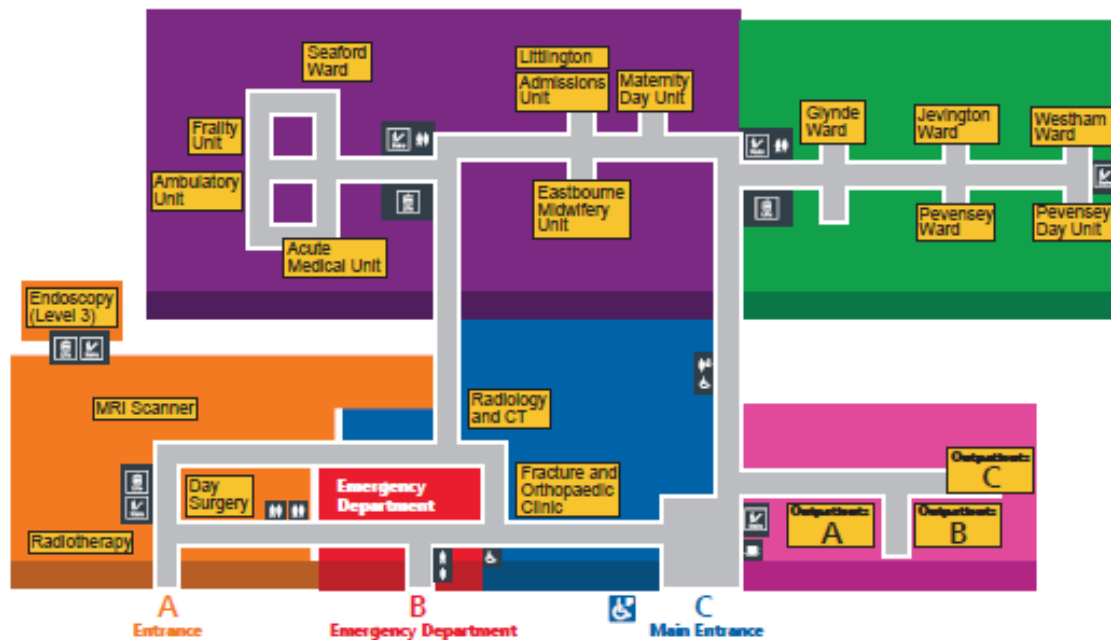 Seaford
Ward
Littlington
Admissions
Unit
Maternity
Day Unit
Glynde
Ward
Jevington
Ward
Westham
Ward
Fraility
Unit
Ambulatory
Unit
Eastbourne
Midwifery
Unit
Pevensey
Ward
Pevensey
Day Unit
Acute
Medical Unit
Endoscopy
(Level 3)
MRI Scanner
Radiology
and CT
Day
Surgery
Emergency
Department
Fracture and
Orthopaedic
Clinic
Outpatients
C
Outpatients
A
Outpatients
B
Radiotherapy
A
Entrance
B
Emergency Department
C
Main Entrance